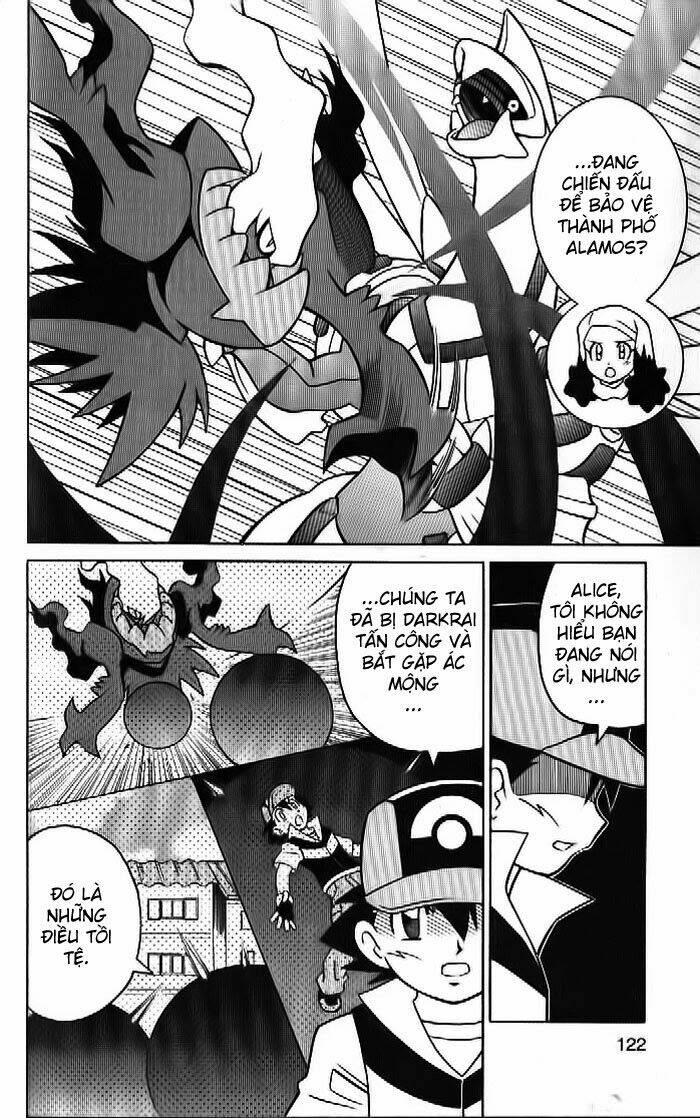 ...ĐANG
CHIẾN ĐẤU
ĐỂ BẢO VỆ
THÀNH PHỐ
ALAMOS?
ALICE,
TÔI KHÔNG
HIỂU BẠN
ĐANG NÓI
GÌ, NHƯNG
...
...CHÚNG TA
ĐÃ BỊ DARKRAI
TẤN CÔNG VÀ
BẮT GẶP ÁC
MỘNG
...
ĐÓ LÀ
NHỮNG
ĐIỀU TỒI
TỆ.
122